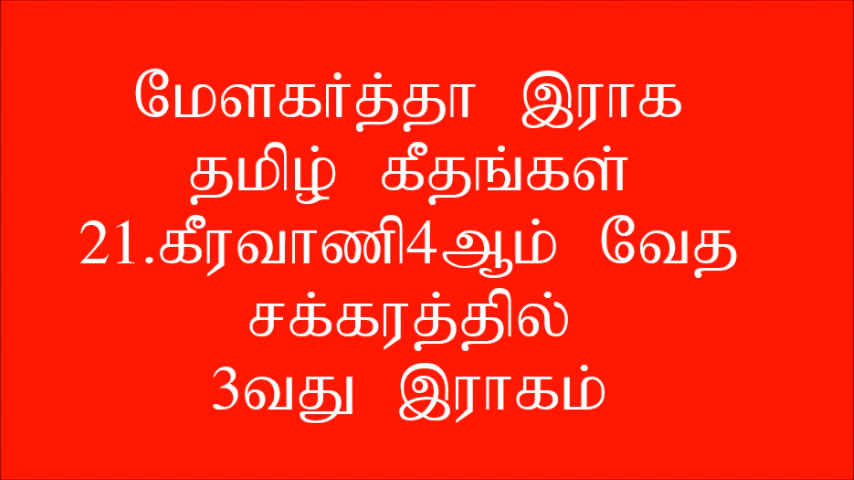 மேளகர்த்தா இராக
தமிழ் கீதங்கள்
21.கீரவாணி4ஆம் வேத
சக்கரத்தில்
3வது இராகம்